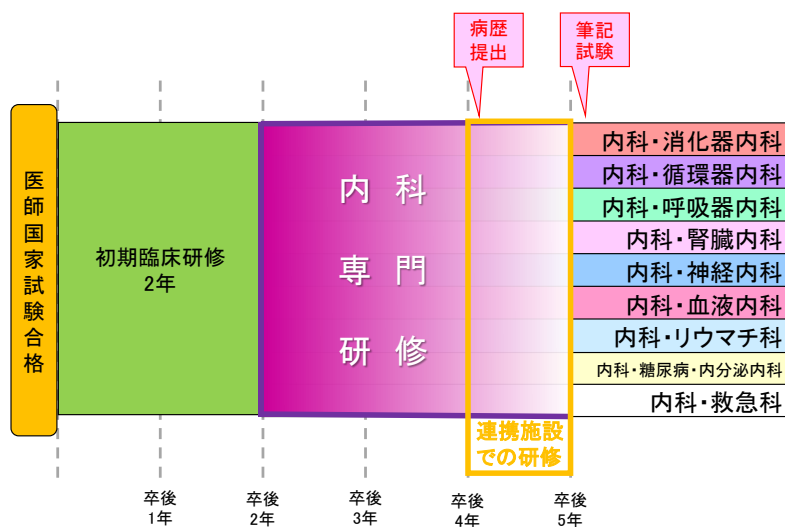 病歴
提出
筆記
試験
医師国家試験合格
初期臨床研修
2年
内科
専門
研修
内科・消化器内科
内科・循環器内科
内科・呼吸器内科
内科・腎臓内科
内科・神経内科
内科・血液内科
内科・リウマチ科
内科・糖尿病・内分泌内科
内科・救急科
連携施設
での研修
卒後
1年
卒後
2年
卒後
3年
卒後
4年
卒後
5年